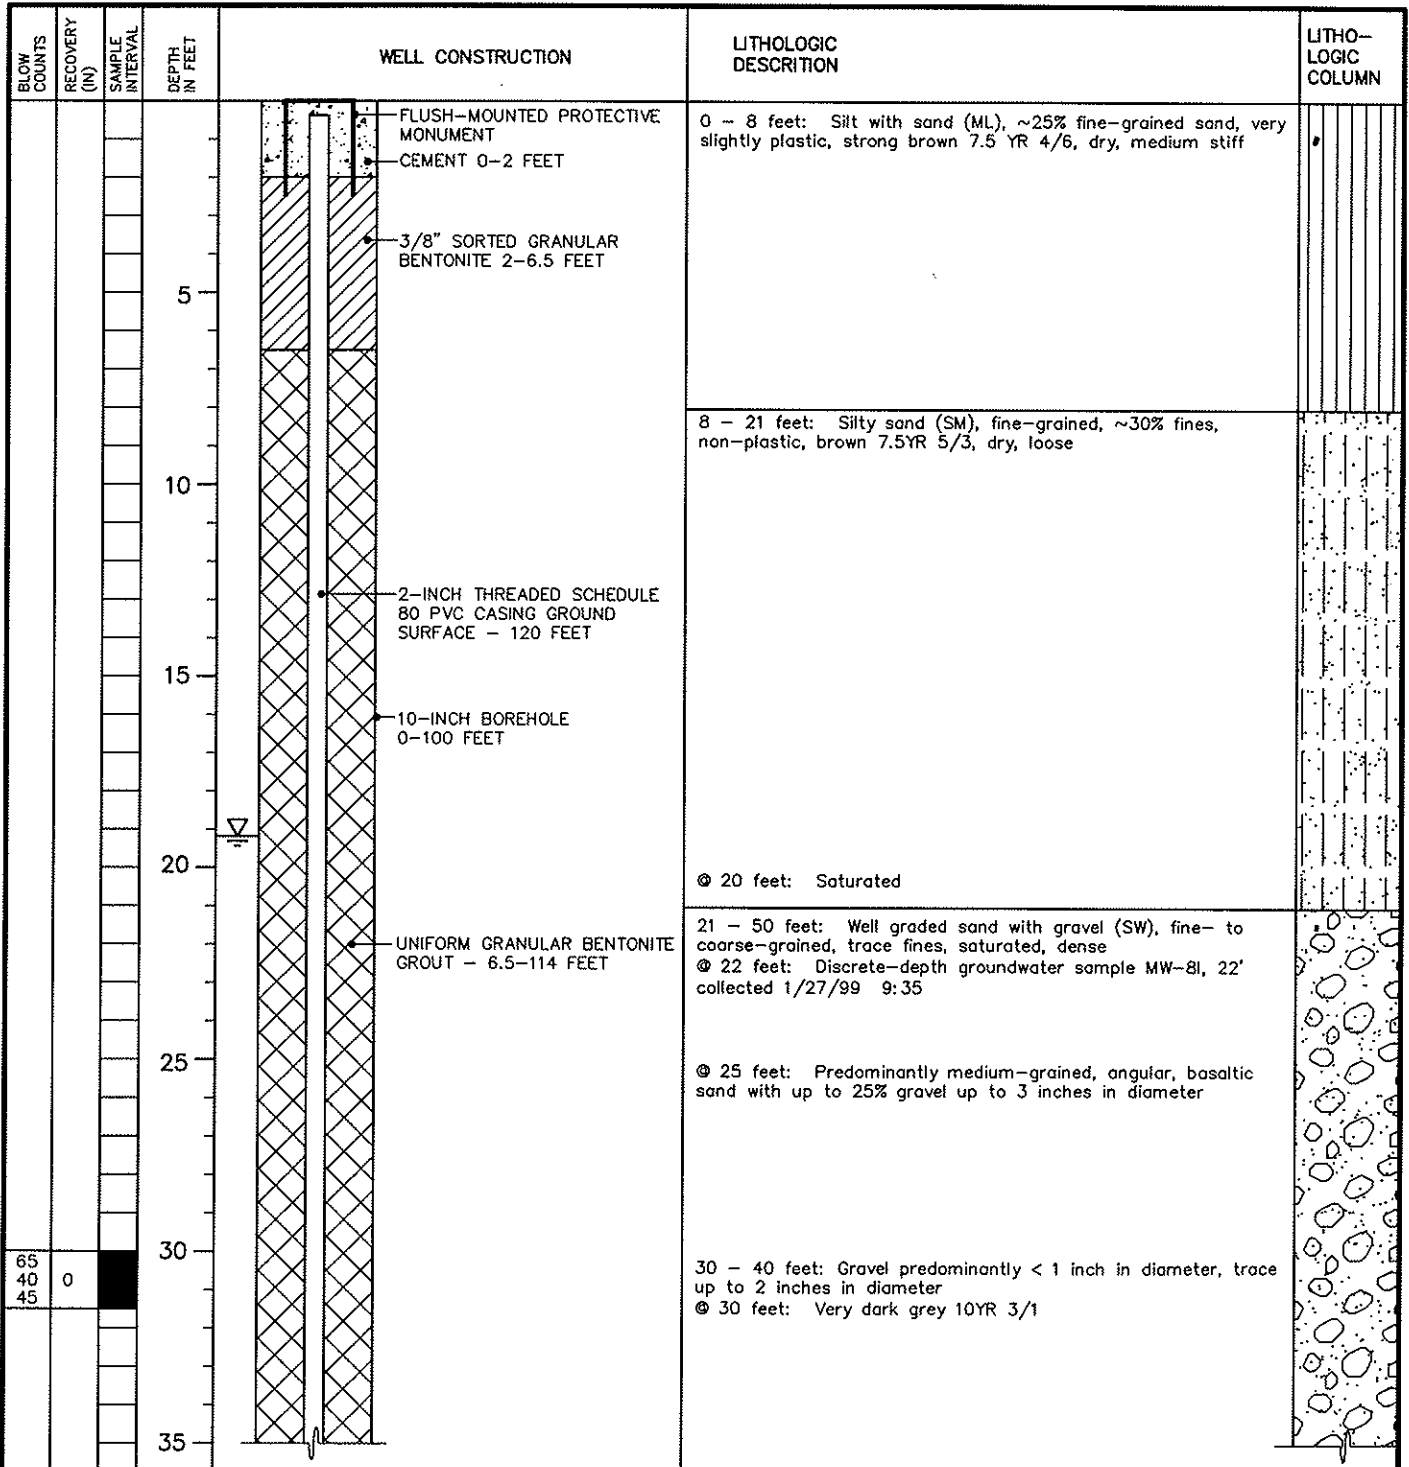 BLOW
COUNTS
RECOVERY
(IN)
SAMPLE
INTERVAL
DEPTH
IN FEET
WELL CONSTRUCTION
LITHOLOGIC
DESCRITION
LITHO-
LOGIC
COLUMN
FLUSH-MOUNTED PROTECTIVE
MONUMENT
CEMENT 0-2 FEET
3/8" SORTED GRANULAR
BENTONITE 2-6.5 FEET
5
10
2-INCH THREADED SCHEDULE
80 PVC CASING GROUND
SURFACE - 120 FEET
15
10-INCH BOREHOLE
0-100 FEET
20
UNIFORM GRANULAR BENTONITE
GROUT - 6.5-114 FEET
25
30
35
65
40
45
0
0 - 8 feet: Silt with sand (ML), ~25% fine-grained sand, very
slightly plastic, strong brown 7.5 YR 4/6, dry, medium stiff
8 - 21 feet: Silty sand (SM), fine-grained, ~30% fines,
non-plastic, brown 7.5YR 5/3, dry, loose
@ 20 feet: Saturated
21 - 50 feet: Well graded sand with gravel (SW), fine- to
coarse-grained, trace fines, saturated, dense
@ 22 feet: Discrete-depth groundwater sample MW-8I, 22'
collected 1/27/99 9:35
@ 25 feet: Predominantly medium-grained, angular, basaltic
sand with up to 25% gravel up to 3 inches in diameter
30 - 40 feet: Gravel predominantly < 1 inch in diameter, trace
up to 2 inches in diameter
@ 30 feet: Very dark grey 10YR 3/1